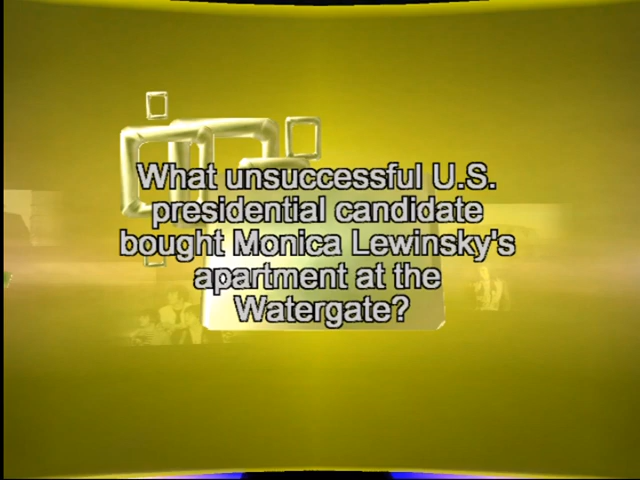 What unsuccessful U.S.
presidential candidate
bought Monica Lewinsky's
apartment at the
Watergate?